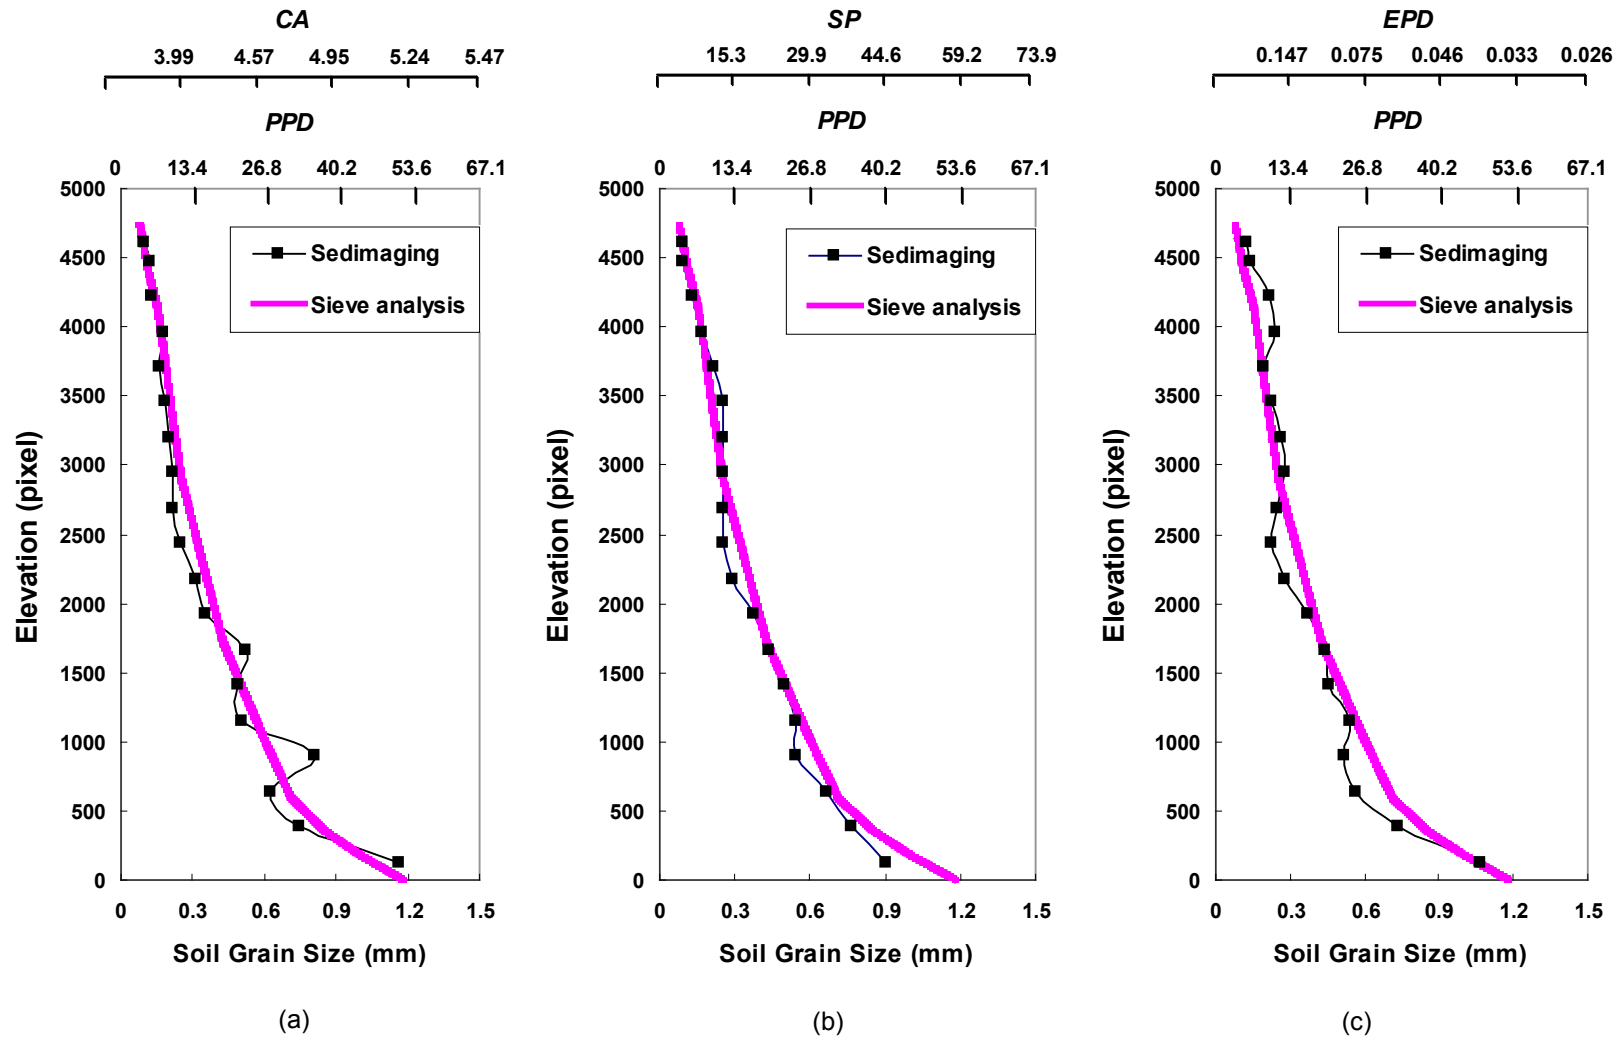 CA
3.99 4.57 4.95 5.24 5.47
PPD
0 13.4 26.8 40.2 53.6 67.1
5000
4500
4000
3500
3000
2500
2000
1500
1000
500
0
Elevation (pixel)
Sedimaging
Sieve analysis
0 0.3 0.6 0.9 1.2 1.5
Soil Grain Size (mm)
(a)
SP
15.3 29.9 44.6 59.2 73.9
PPD
0 13.4 26.8 40.2 53.6 67.1
5000
4500
4000
3500
3000
2500
2000
1500
1000
500
0
Elevation (pixel)
Sedimaging
Sieve analysis
0 0.3 0.6 0.9 1.2 1.5
Soil Grain Size (mm)
(b)
EPD
0.147 0.075 0.046 0.033 0.026
PPD
0 13.4 26.8 40.2 53.6 67.1
5000
4500
4000
3500
3000
2500
2000
1500
1000
500
0
Elevation (pixel)
Sedimaging
Sieve analysis
0 0.3 0.6 0.9 1.2 1.5
Soil Grain Size (mm)
(c)